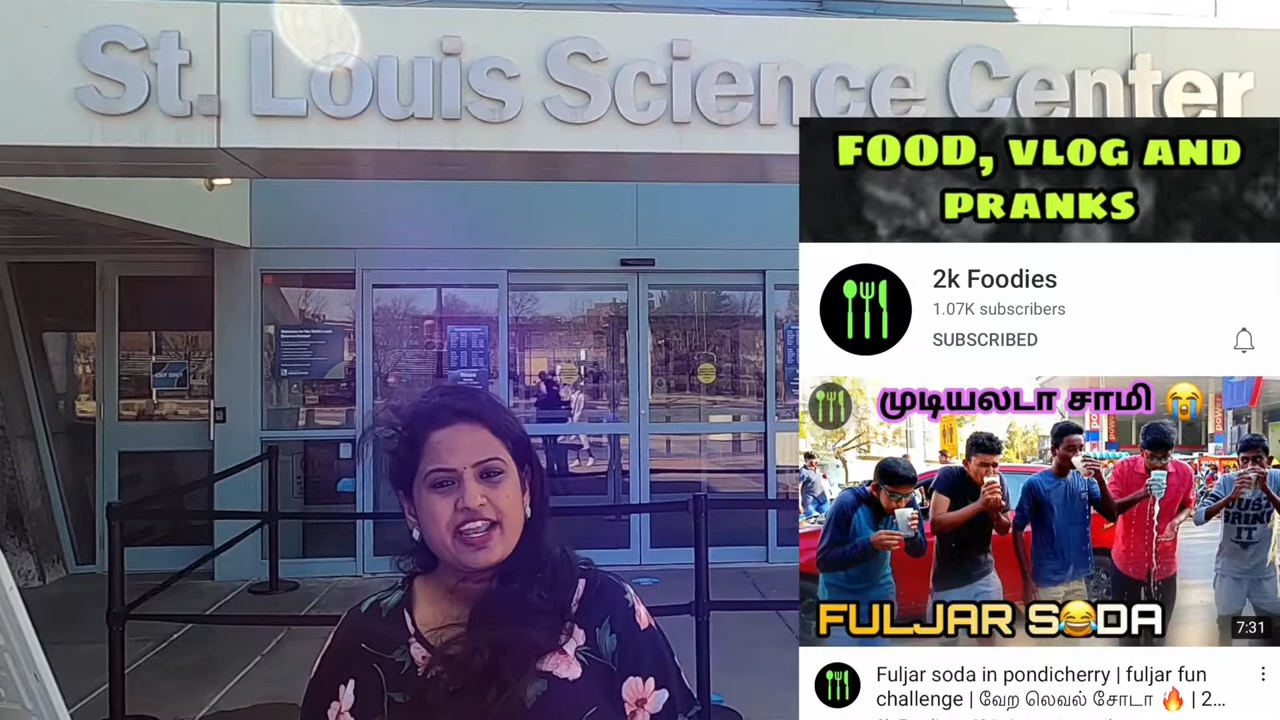 St. Louis Science Center
FOOD, VLOG AND
PRANKS
2k Foodies
1.07K subscribers
SUBSCRIBED
முடியலடா சாமி 😭
FULJAR S😂DA
7:31
Fuljar soda in pondicherry | fuljar fun
challenge | வேற லெவல் சோடா 🔥 | 2...